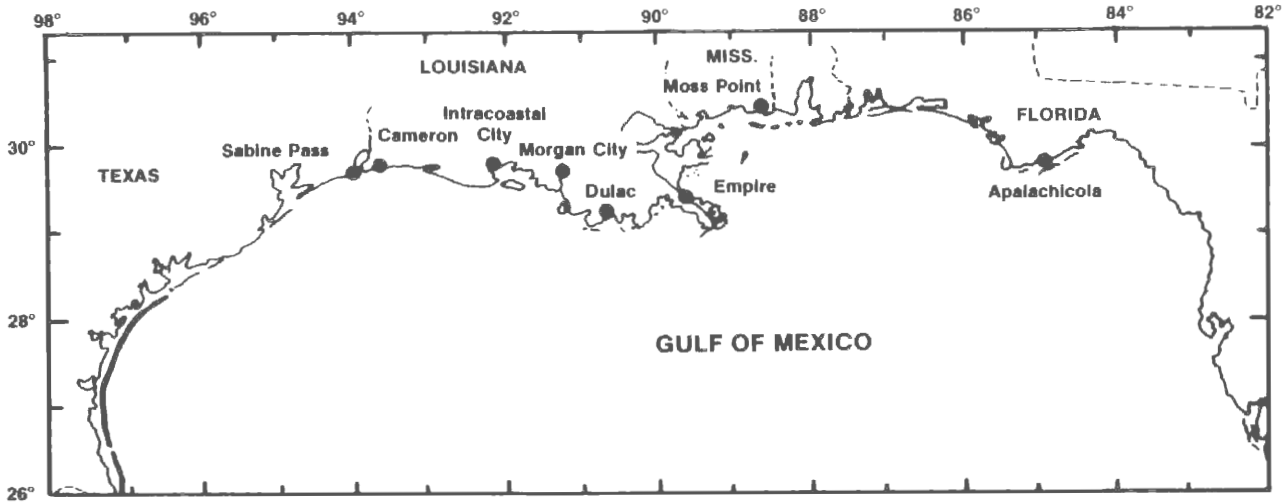 98° 96° 94° 92° 90° 88° 86° 84° 82°
LOUISIANA
MISS.
Moss Point
Intracoastal
City
Cameron
FLORIDA
Sabine Pass
Morgan City
30°
TEXAS
Dulac
Empire
Apalachicola
28°
GULF OF MEXICO
26°